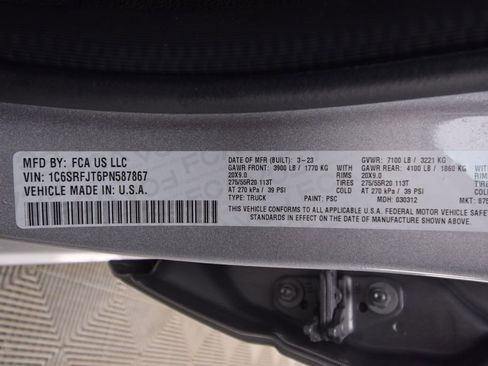 MFD BY: FCA US LLC
VIN: 1C6SRFJT6PN587867
VEHICLE MADE IN U.S.A.
DATE OF MFR (BUILT): 3-23 GVWR: 7100 LB / 3221 KG
GAWR FRONT: 3900 LB / 1770 KG GAWR REAR: 4100 LB / 1860 KG
20X9.0 RIMS 20X9.0
275/55R20 113T TIRES 275/55R20 113T
AT 270 kPa / 39 PSI COLD AT 270 kPa / 39 PSI
TYPE: TRUCK PAINT: PSC MDH: 030312 MKT:
THIS VEHICLE CONFORMS TO ALL APPLICABLE U.S.A. FEDERAL MOTOR VEHICLE SAFETY
STANDARDS IN EFFECT ON THE DATE OF MANUFACTURE SHOWN ABOVE.